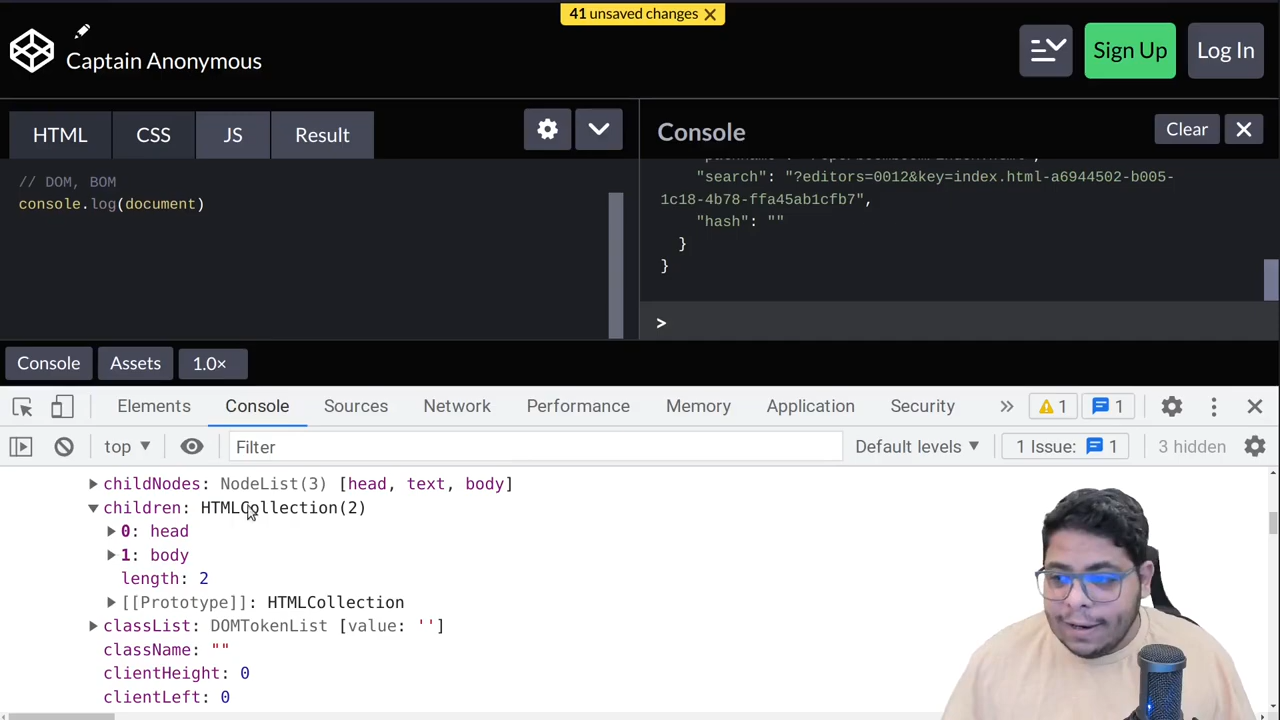 41 unsaved changes
Captain Anonymous
Sign Up
Log In
HTML
CSS
JS
Result
// DOM, BOM
console.log(document)
Console
Clear
"search": "?editors=0012&key=index.html-a6944502-b005-
1c18-4b78-ffa45ab1cfb7",
"hash": ""
}
}
>
Console
Assets
1.0×
Elements
Console
Sources
Network
Performance
Memory
Application
Security
1
1
top
Filter
Default levels
1 Issue: 1
3 hidden
childNodes: NodeList(3) [head, text, body]
children: HTMLCollection(2)
0: head
1: body
length: 2
[[Prototype]]: HTMLCollection
classList: DOMTokenList [value: '']
className: ""
clientHeight: 0
clientLeft: 0